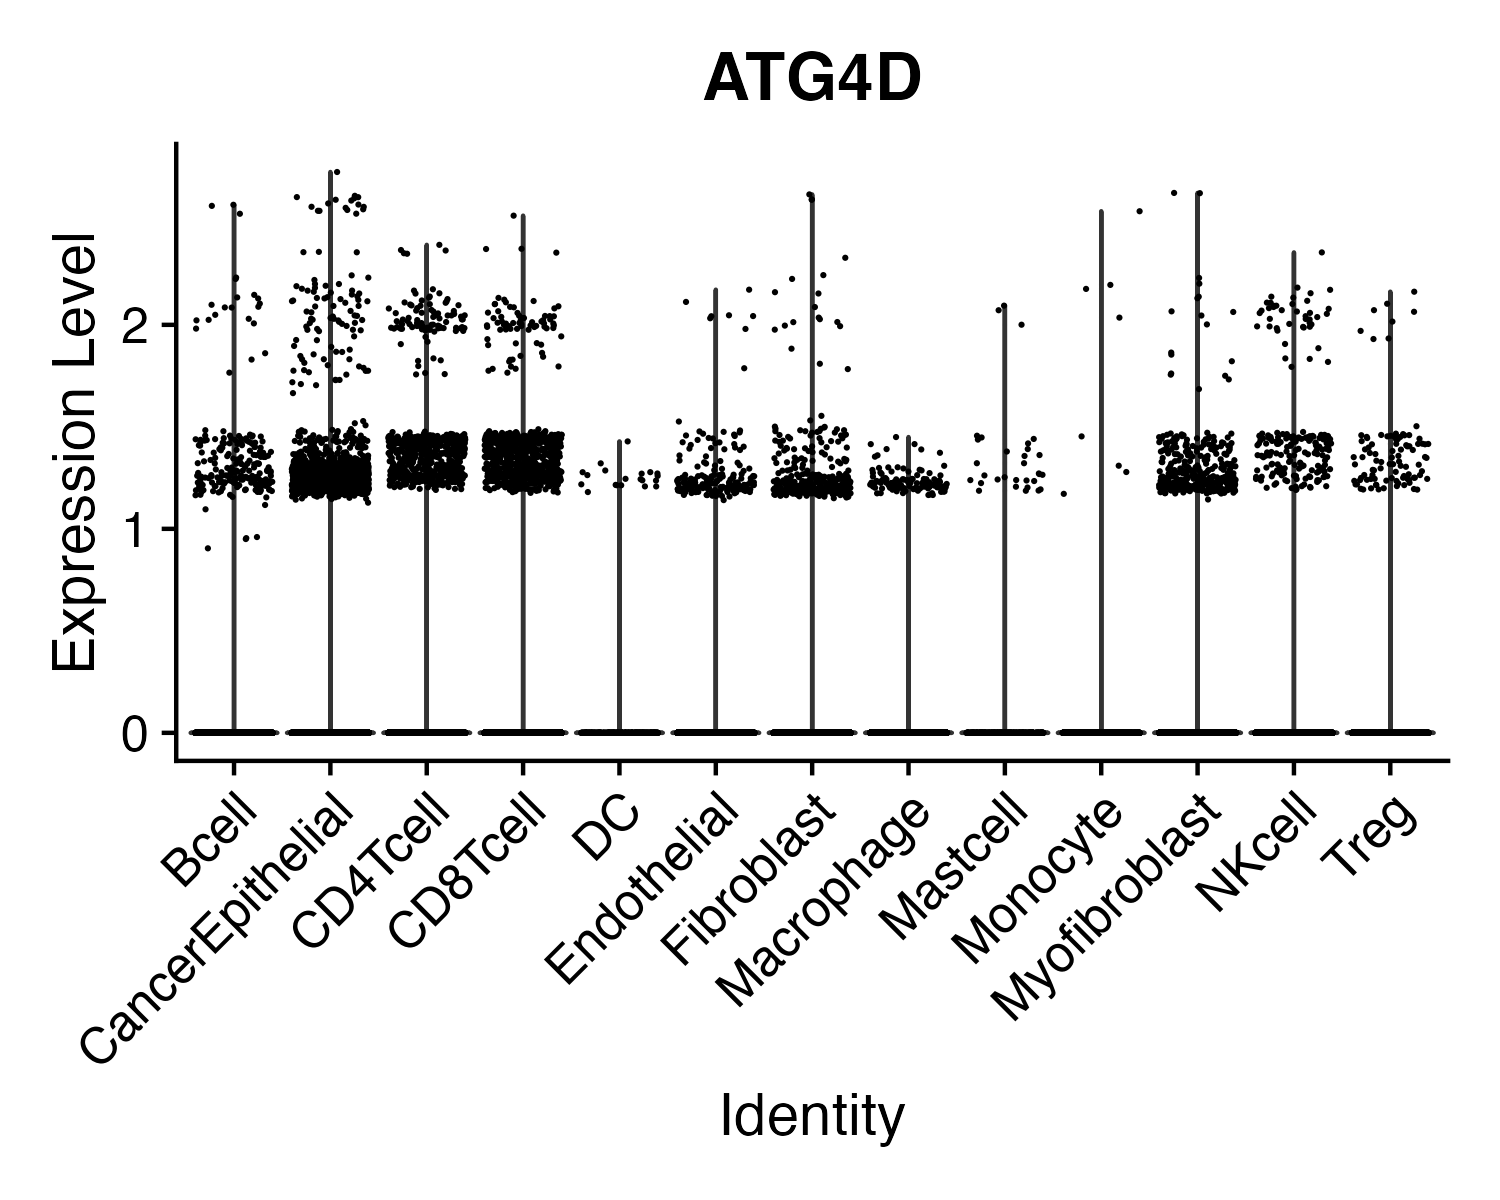 ATG4D
Expression Level
2
1
0
Bcell
CancerEpithelial
CD4Tcell
CD8Tcell
DC
Endothelial
Fibroblast
Macrophage
Mastcell
Monocyte
Myofibroblast
NKcell
Treg
Identity